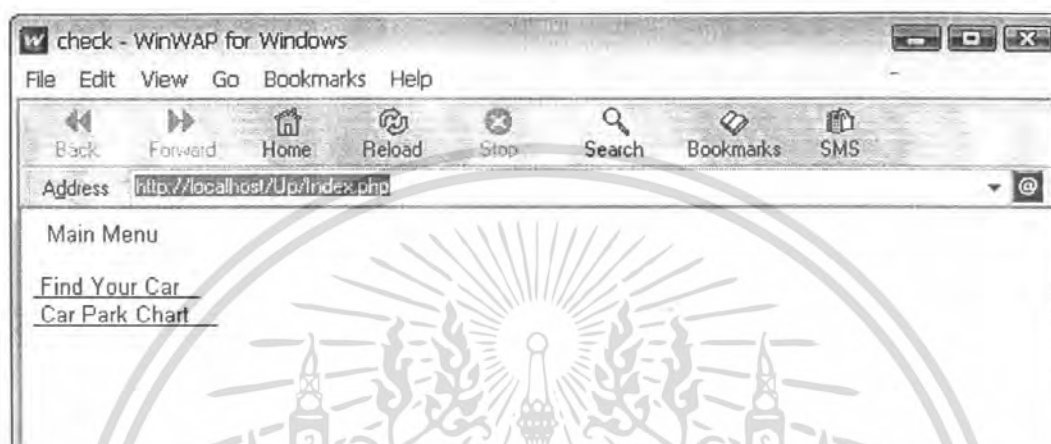 check - WinWAP for Windows
File Edit View Go Bookmarks Help
Back Forward Home Reload Stop Search Bookmarks SMS
Address http://localhost/Up/Index.php
Main Menu
Find Your Car
Car Park Chart